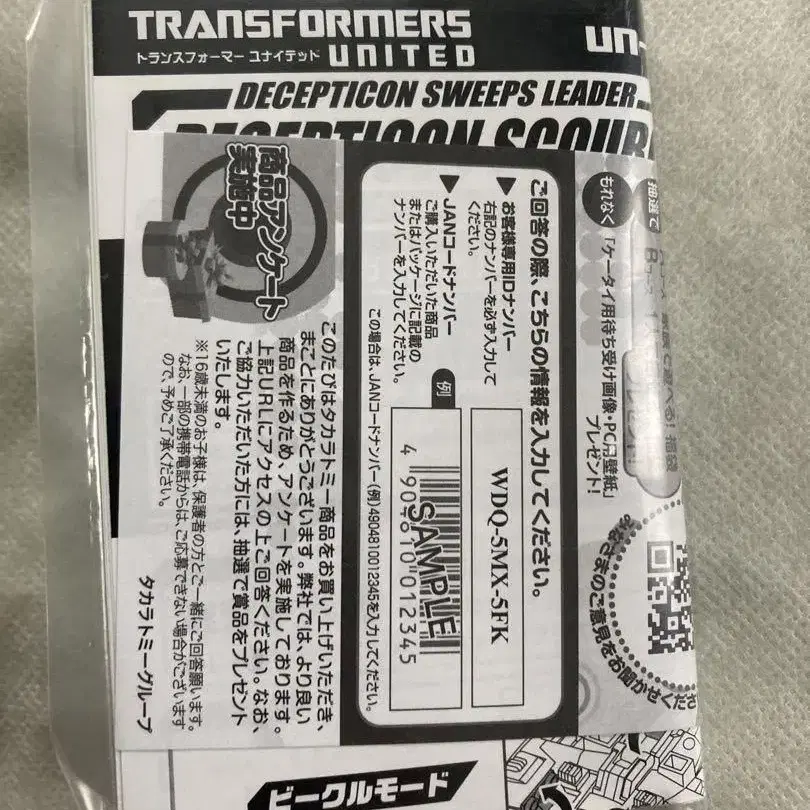 TRANSFORMERS
トランスフォーマー ユナイテッド UNITED
un-
DECEPTICON SWEEPS LEADER
DECEPTICON SCOUR
抽選で
もれなく
「ケータイ用待ち受け画像・PC用壁紙」
プレゼント!
みなさまのご意見をお聞かせくださ
ご回答の際、こちらの情報を入力してください。
▶お客様専用IDナンバー
右記のナンバーを必ず入力して
ください。
WDQ-5MX-5FK
▶JANコードナンバー
ご購入いただいた商品
またはパッケージに記載の
ナンバーを入力してください。
例
SAMPLE
4 904810 012345
この場合は、JANコードナンバー(例)4904810012345を入力してください。
商品アンケート
実施中
このたびはタカラトミー商品をお買い上げいただき、
まことにありがとうございます。弊社では、より良い
商品を作るため、アンケートを実施しております。
上記URLにアクセスの上ご回答ください。なお、
ご協力いただいた方には、抽選で賞品をプレゼント
いたします。
※16歳未満のお子様は、保護者の方とご一緒にご回答願います。
なお、一部の携帯電話からは、ご応募できない場合がございます
ので、予めご了承ください。
タカラトミーグループ
ビークルモード